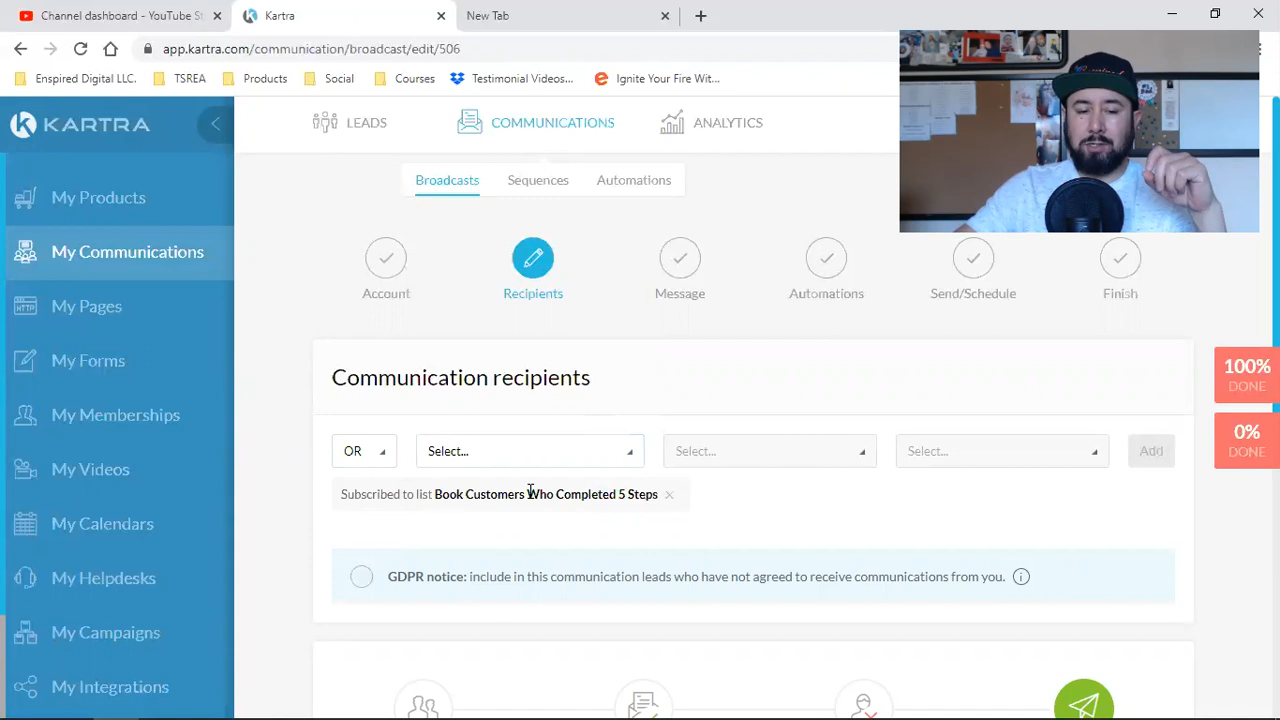 Channel dashboard - YouTube St
Kartra
New Tab
app.kartra.com/communication/broadcast/edit/506
Enspired Digital LLC.
TSREA
Products
Social
Courses
Testimonial Videos...
Ignite Your Fire Wit...
KARTRA
LEADS
COMMUNICATIONS
ANALYTICS
Broadcasts
Sequences
Automations
My Products
My Communications
My Pages
My Forms
My Memberships
My Videos
My Calendars
My Helpdesks
My Campaigns
My Integrations
Account
Recipients
Message
Automations
Send/Schedule
Finish
100%
DONE
0%
DONE
Communication recipients
OR
Select...
Select...
Select...
Add
Subscribed to list Book Customers Who Completed 5 Steps
GDPR notice: include in this communication leads who have not agreed to receive communications from you.